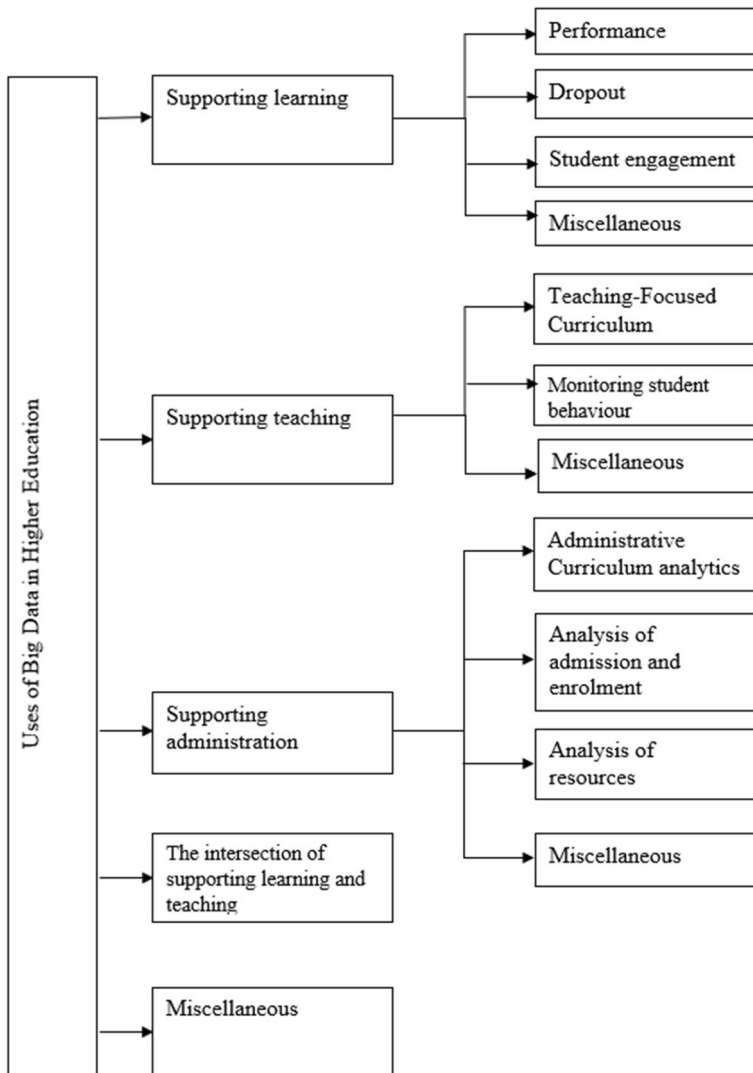 Uses of Big Data in Higher Education
Supporting learning
Performance
Dropout
Student engagement
Miscellaneous
Supporting teaching
Teaching-Focused
Curriculum
Monitoring student
behaviour
Miscellaneous
Supporting
administration
Administrative
Curriculum analytics
Analysis of
admission and
enrolment
Analysis of
resources
Miscellaneous
The intersection of
supporting learning and
teaching
Miscellaneous